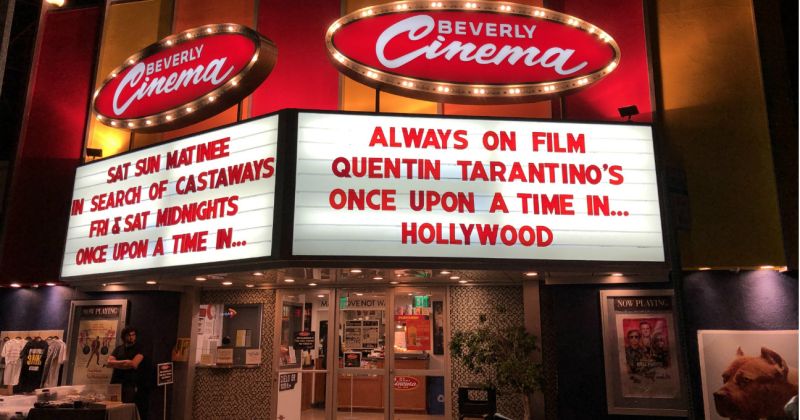 BEVERLY
Cinema
BEVERLY
Cinema
SAT SUN MATINEE
IN SEARCH OF CASTAWAYS
FRI & SAT MIDNIGHTS
ONCE UPON A TIME IN...
ALWAYS ON FILM
QUENTIN TARANTINO'S
ONCE UPON A TIME IN...
HOLLYWOOD
NOW PLAYING
NOW PLAYING
Cinema